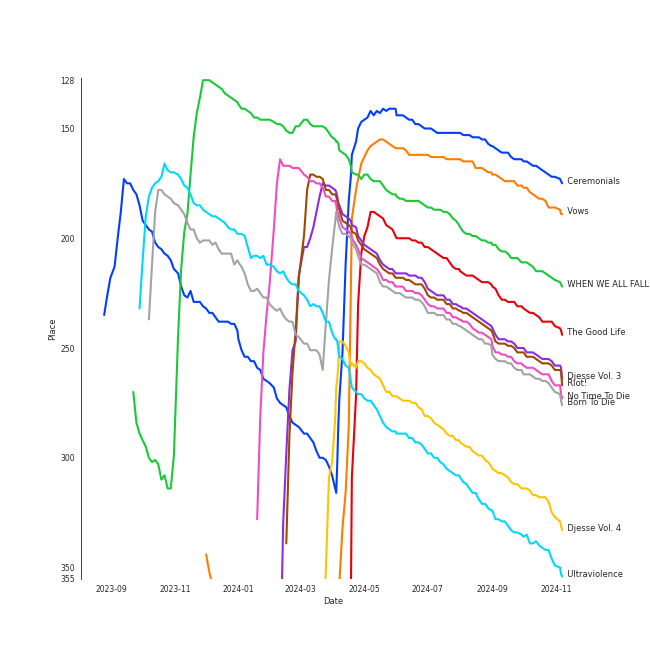 128
150
200
250
300
350
355
Place
2023-09
2023-11
2024-01
2024-03
2024-05
2024-07
2024-09
2024-11
Date
Ceremonials
Vows
WHEN WE ALL FALL
The Good Life
Djesse Vol. 3
Riot!
No Time To Die
Born To Die
Djesse Vol. 4
Ultraviolence